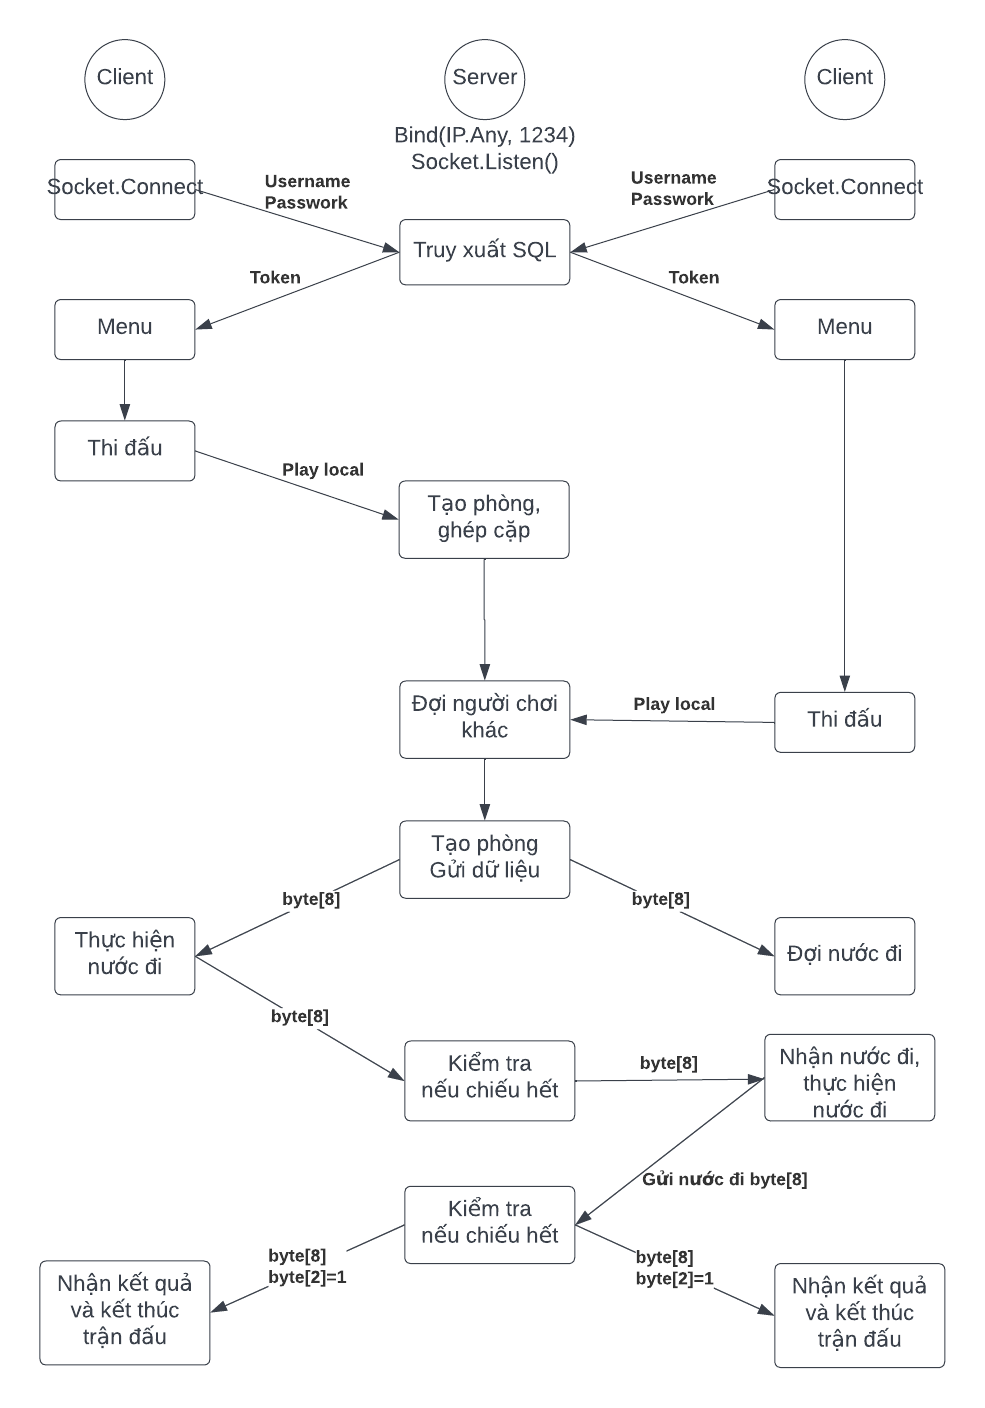 Client
Server
Client
Bind(IP.Any, 1234)
Socket.Listen()
Socket.Connect
Username
Passwork
Username
Passwork
Socket.Connect
Truy xuất SQL
Token
Token
Menu
Menu
Thi đấu
Play local
Tạo phòng,
ghép cặp
Đợi người chơi
khác
Play local
Thi đấu
Tạo phòng
Gửi dữ liệu
byte[8]
byte[8]
Thực hiện
nước đi
Đợi nước đi
byte[8]
Kiểm tra
nếu chiếu hết
byte[8]
Nhận nước đi,
thực hiện
nước đi
Gửi nước đi byte[8]
Kiểm tra
nếu chiếu hết
byte[8]
byte[2]=1
byte[8]
byte[2]=1
Nhận kết quả
và kết thúc
trận đấu
Nhận kết quả
và kết thúc
trận đấu